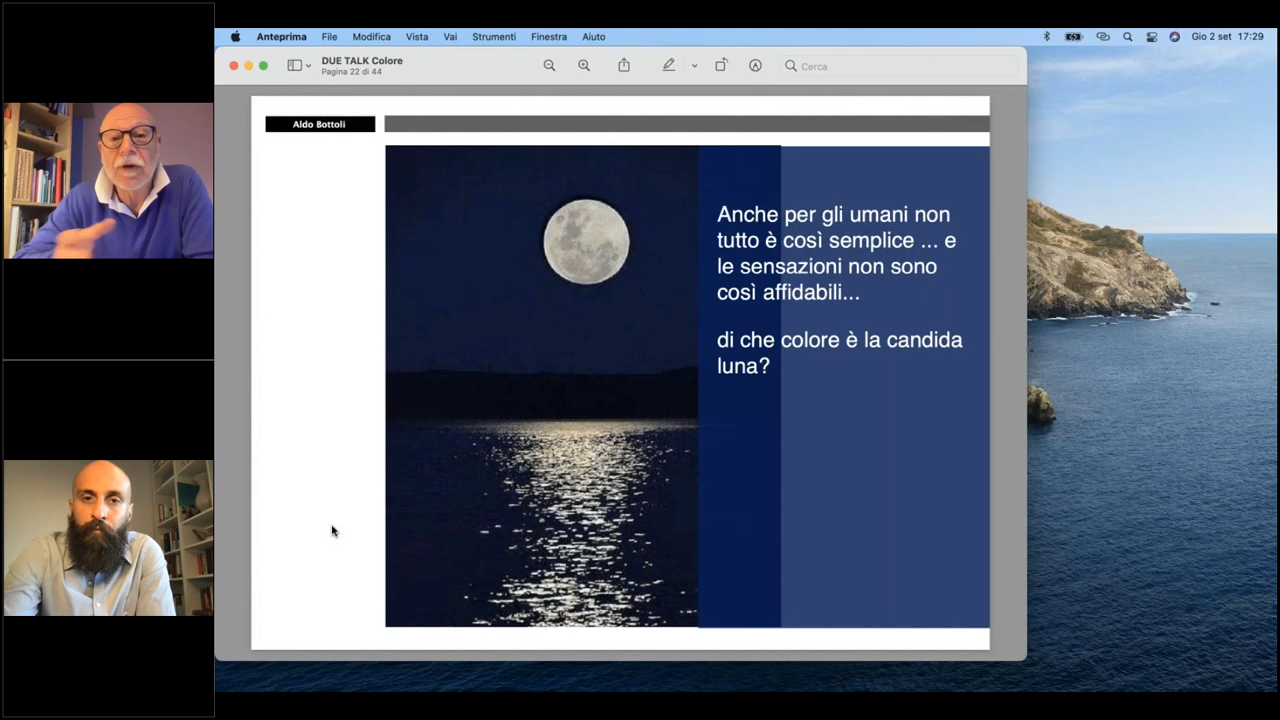 Anteprima File Modifica Vista Vai Strumenti Finestra Aiuto Gio 2 set 17:29
DUE TALK Colore
Pagina 22 di 44
Cerca
Aldo Bottoli
Anche per gli umani non
tutto è così semplice ... e
le sensazioni non sono
così affidabili...
di che colore è la candida
luna?